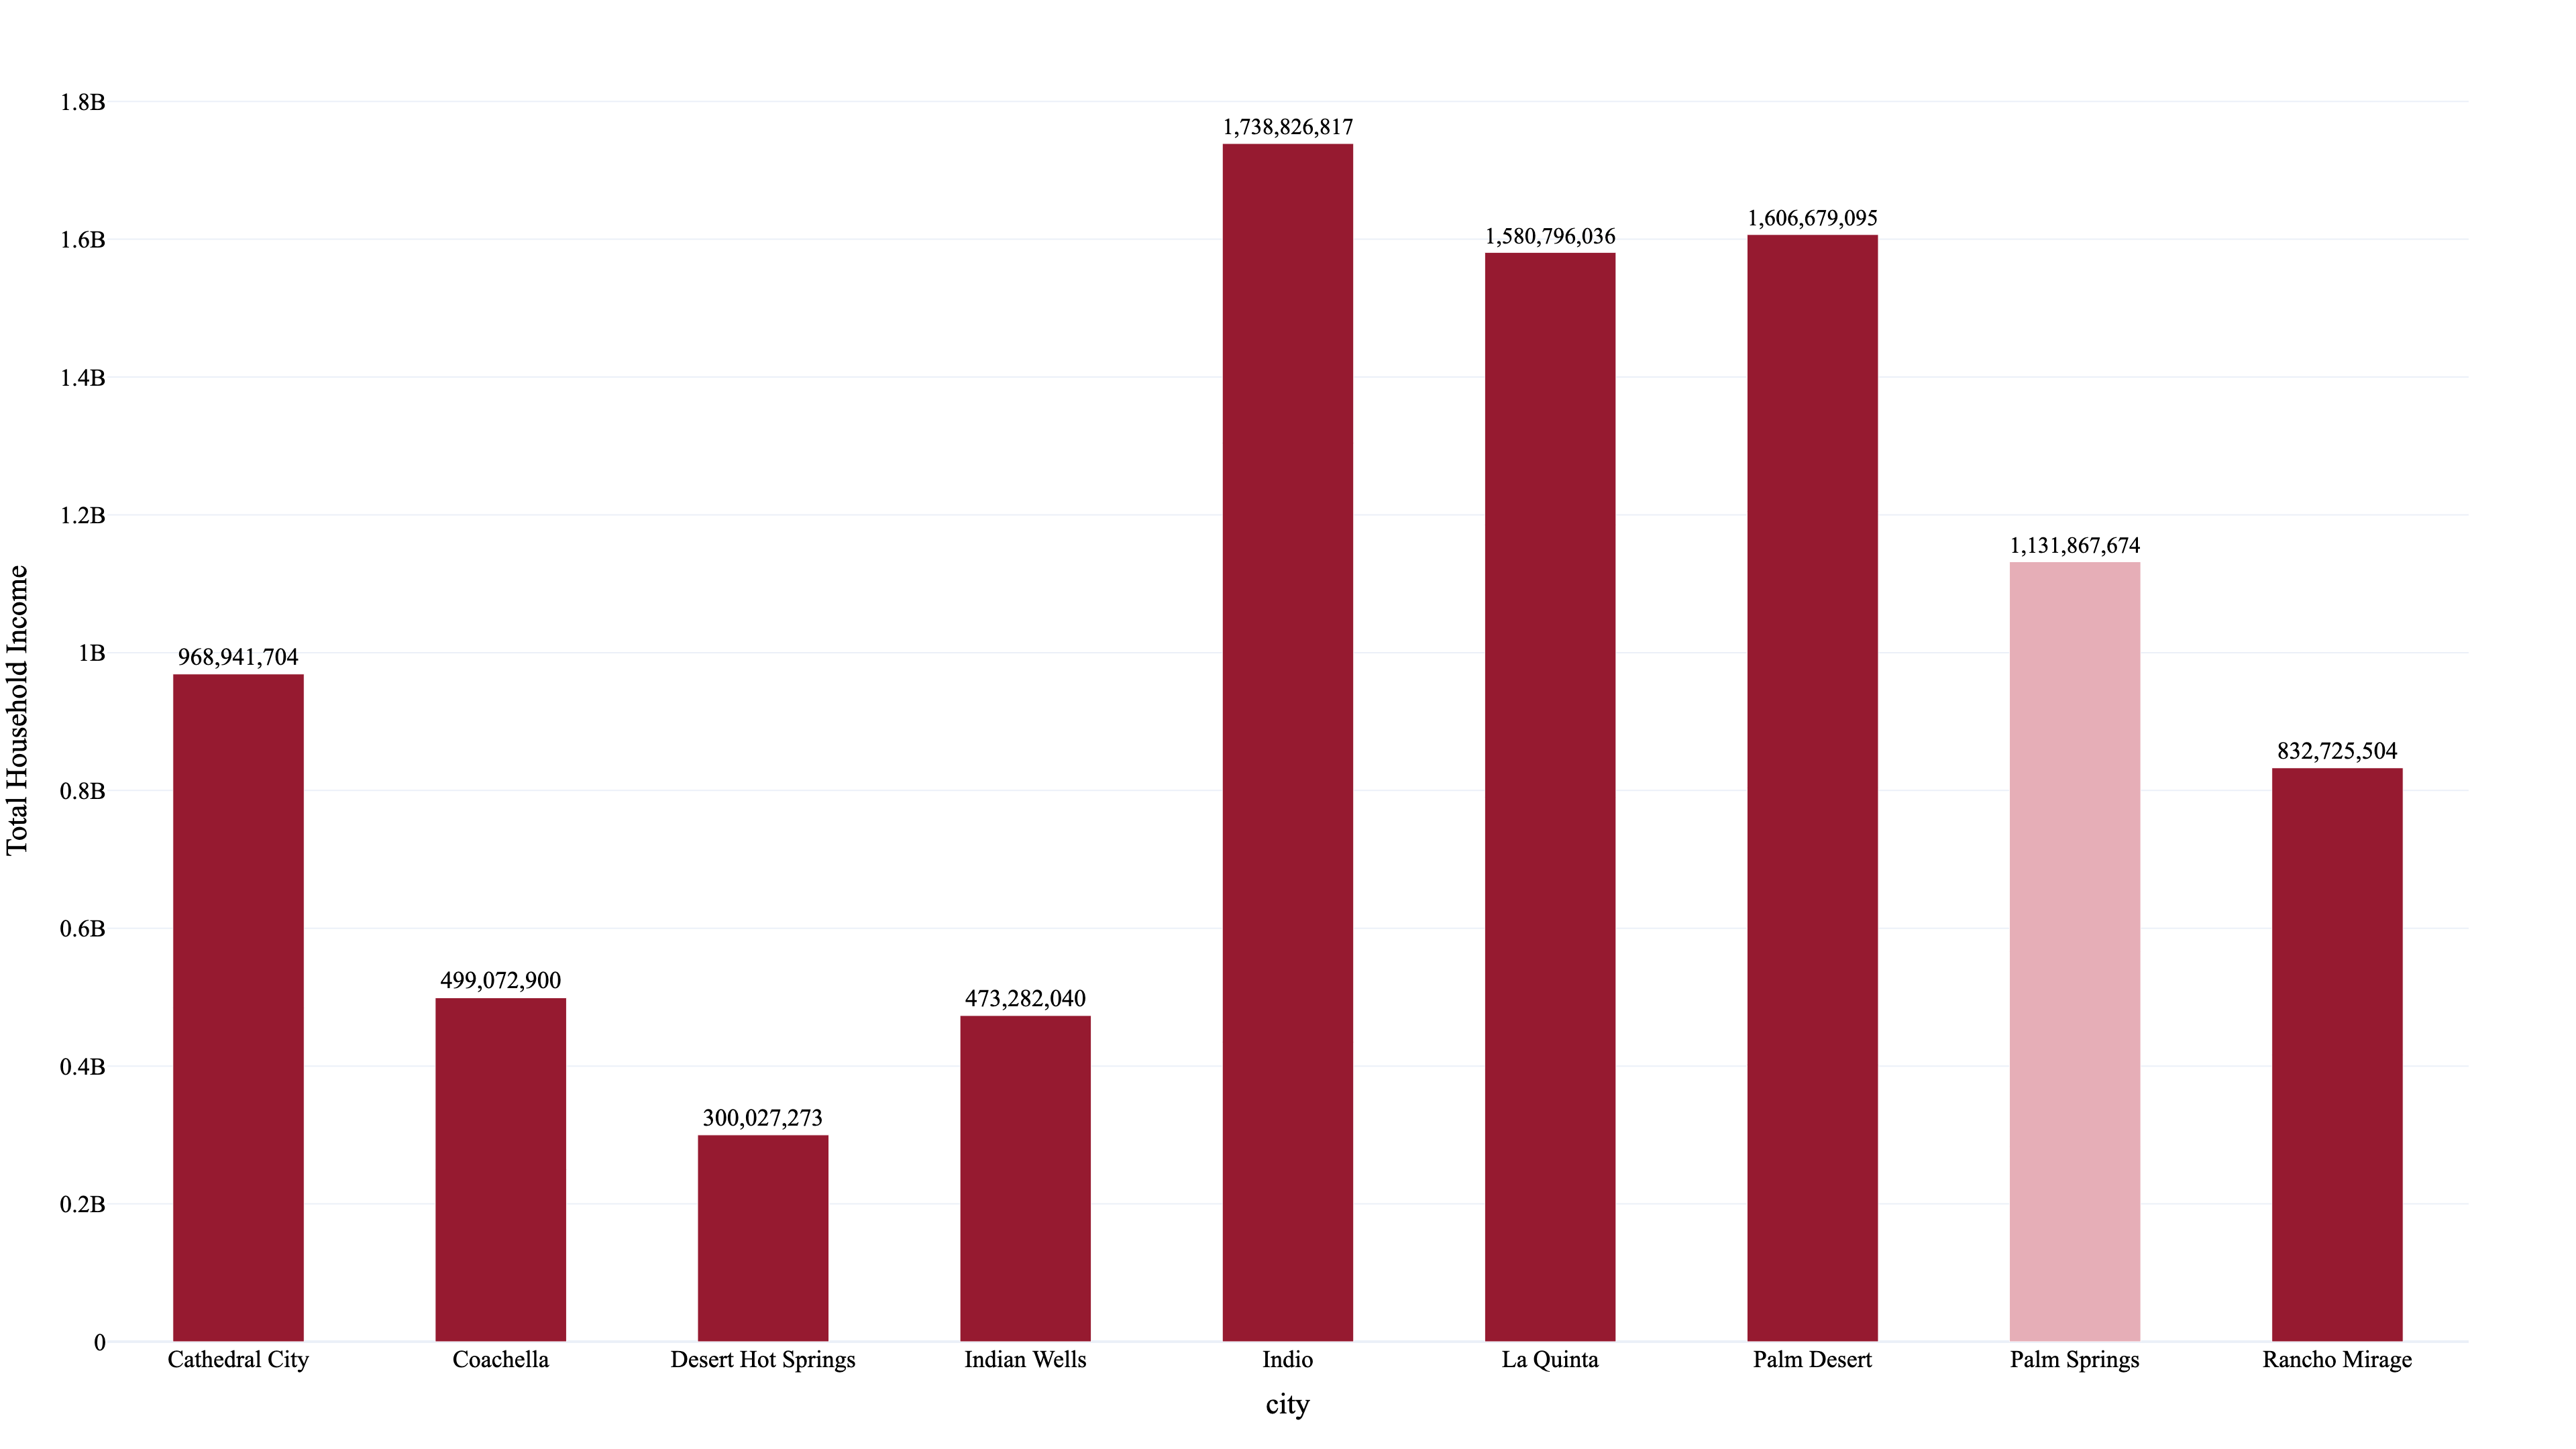 1.8B
1.6B
1.4B
1.2B
1B
0.8B
0.6B
0.4B
0.2B
0
Total Household Income
968,941,704
499,072,900
300,027,273
473,282,040
1,738,826,817
1,580,796,036
1,606,679,095
1,131,867,674
832,725,504
Cathedral City
Coachella
Desert Hot Springs
Indian Wells
Indio
La Quinta
Palm Desert
Palm Springs
Rancho Mirage
city